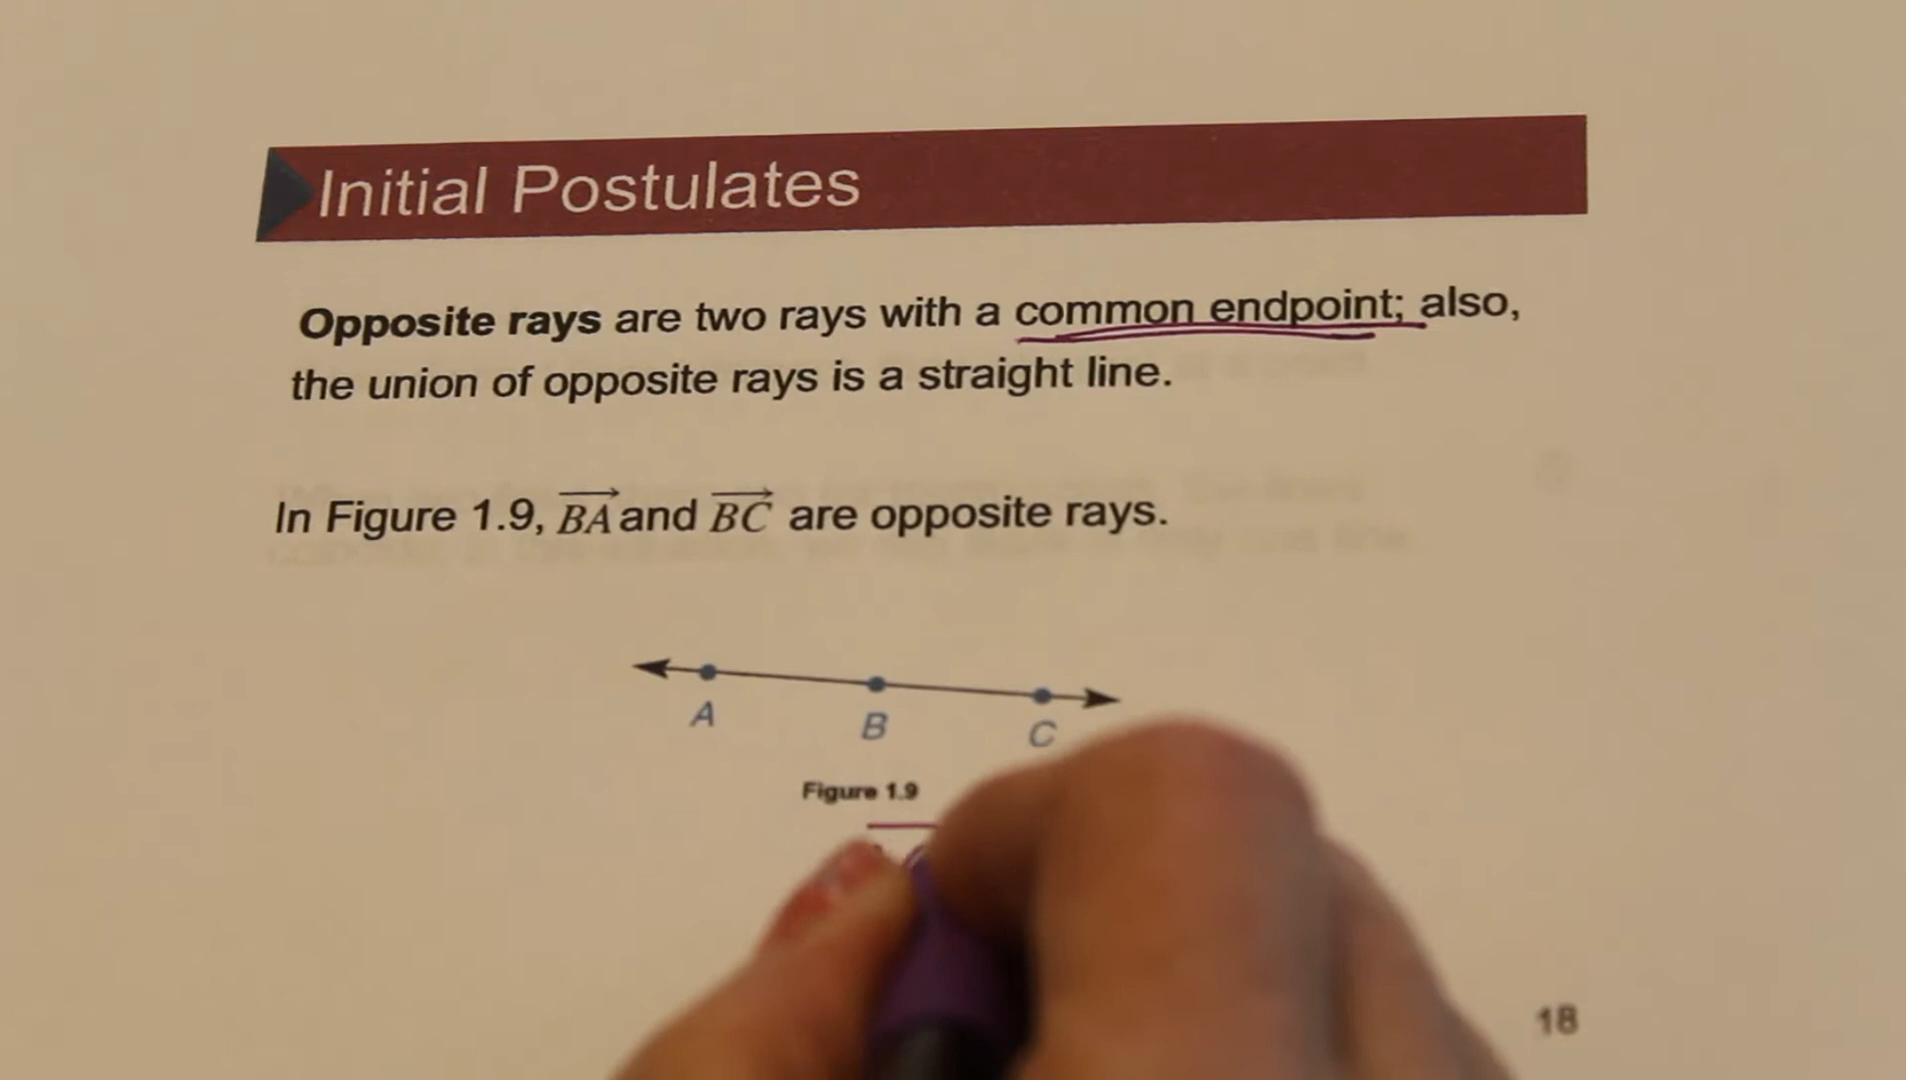 Initial Postulates
Opposite rays are two rays with a common endpoint; also,
the union of opposite rays is a straight line.
In Figure 1.9, BA and BC are opposite rays.
A B C
Figure 1.9
18